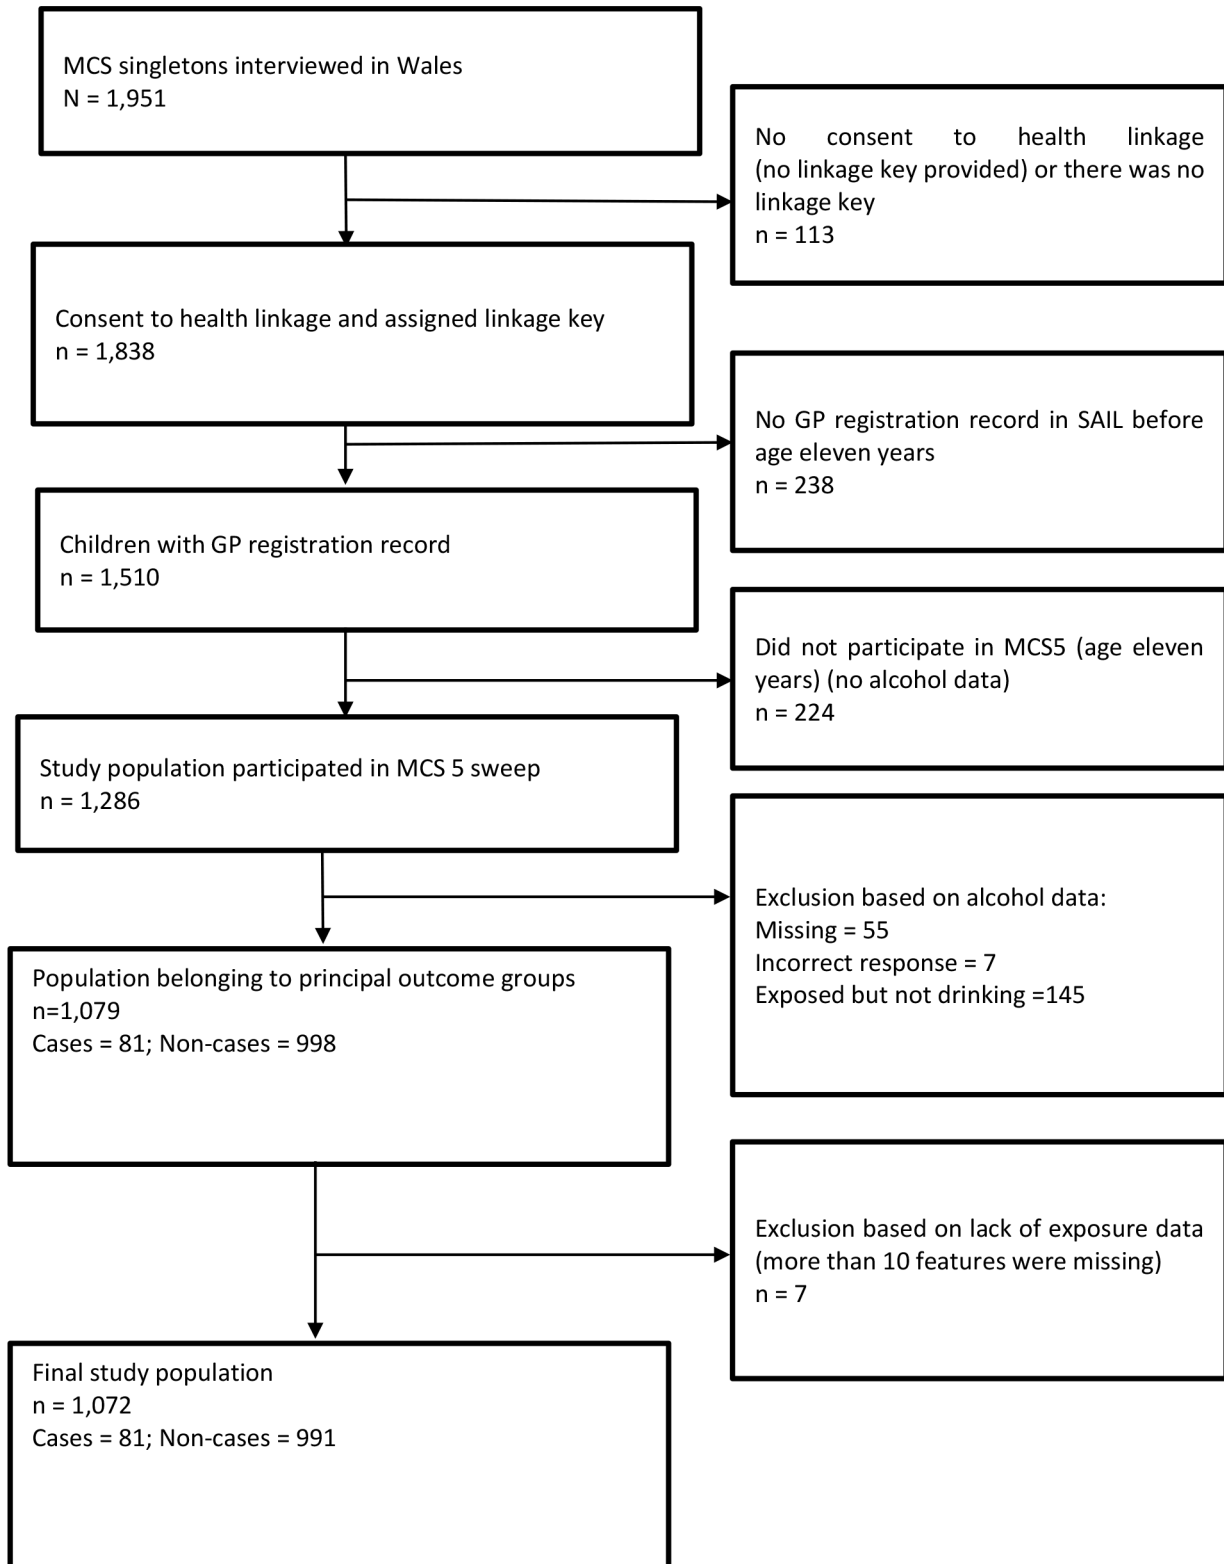 MCS singletons interviewed in Wales
N = 1,951
No consent to health linkage
(no linkage key provided) or there was no
linkage key
n = 113
Consent to health linkage and assigned linkage key
n = 1,838
No GP registration record in SAIL before
age eleven years
n = 238
Children with GP registration record
n = 1,510
Did not participate in MCS5 (age eleven
years) (no alcohol data)
n = 224
Study population participated in MCS 5 sweep
n = 1,286
Exclusion based on alcohol data:
Missing = 55
Incorrect response = 7
Exposed but not drinking =145
Population belonging to principal outcome groups
n=1,079
Cases = 81; Non-cases = 998
Exclusion based on lack of exposure data
(more than 10 features were missing)
n = 7
Final study population
n = 1,072
Cases = 81; Non-cases = 991